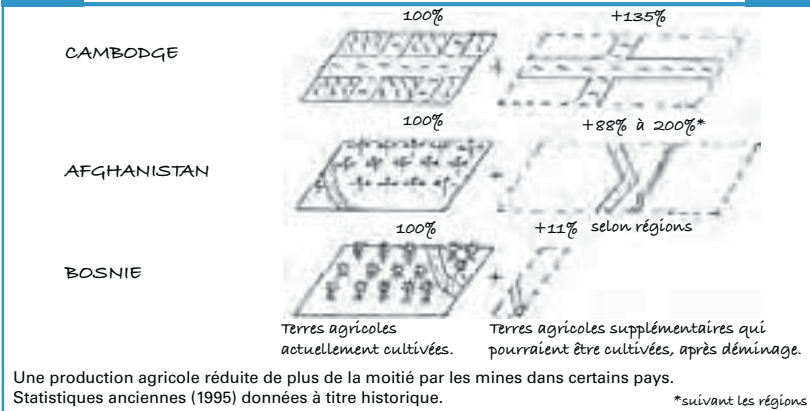 100% +135%
CAMBODGE
100% +88% à 200%*
AFGHANISTAN
100% +11% selon régions
BOSNIE
Terres agricoles
actuellement cultivées.
Terres agricoles supplémentaires qui
pourraient être cultivées, après déminage.
Une production agricole réduite de plus de la moitié par les mines dans certains pays.
Statistiques anciennes (1995) données à titre historique.
*suivant les régions